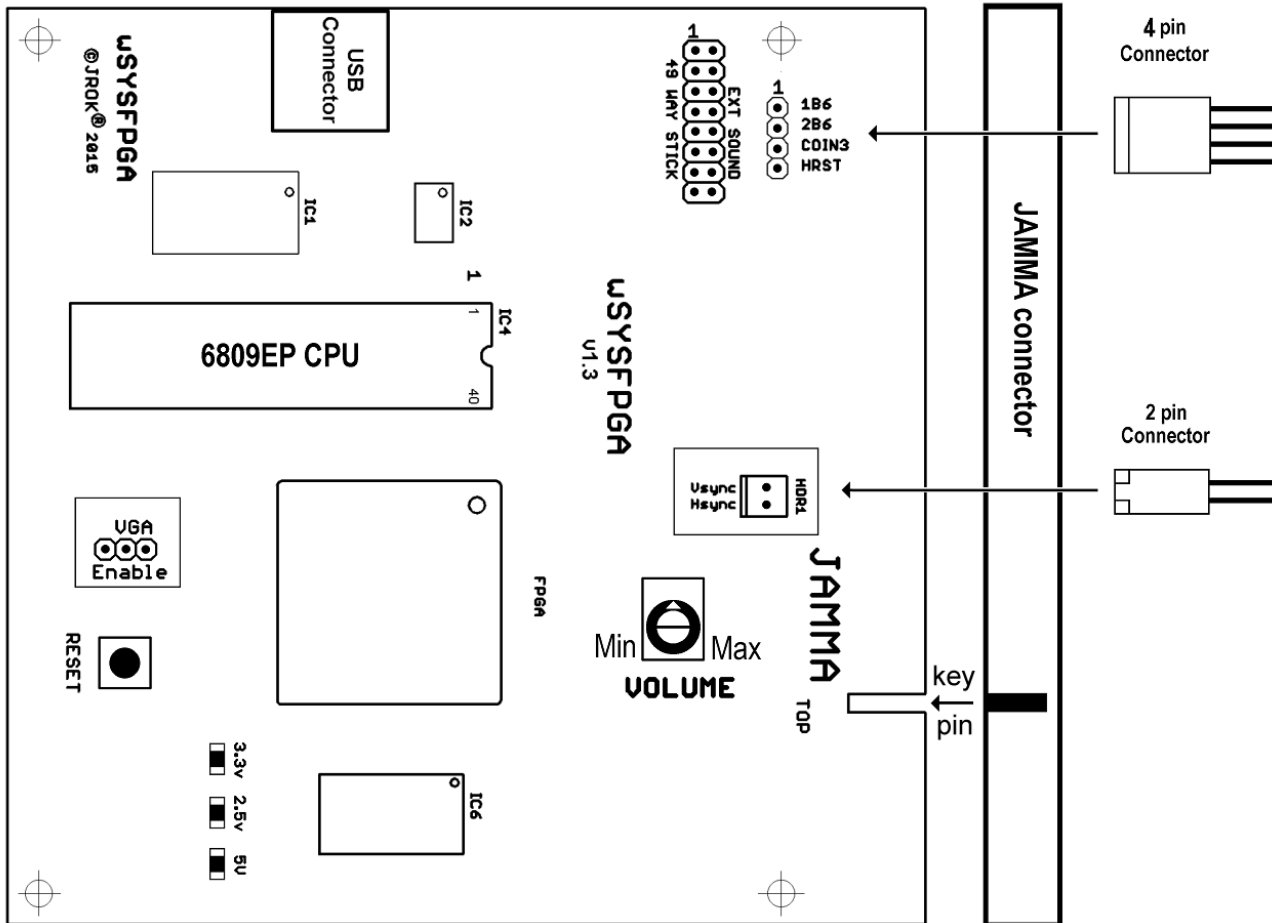 USB
Connector
wSYSFPGA
©JROK® 2015
1
49 WAY STICK
EXT SOUND
1
1B6
2B6
COIN3
HRST
4 pin
Connector
IC1
IC2
1
IC4
1
40
6809EP CPU
wSYSFPGA
V1.3
JAMMA connector
2 pin
Connector
Vsync
Hsync
HDR1
VGA
Enable
RESET
FPGA
Min
Max
VOLUME
JAMMA
TOP
key
pin
3.3v
2.5v
5V
IC6